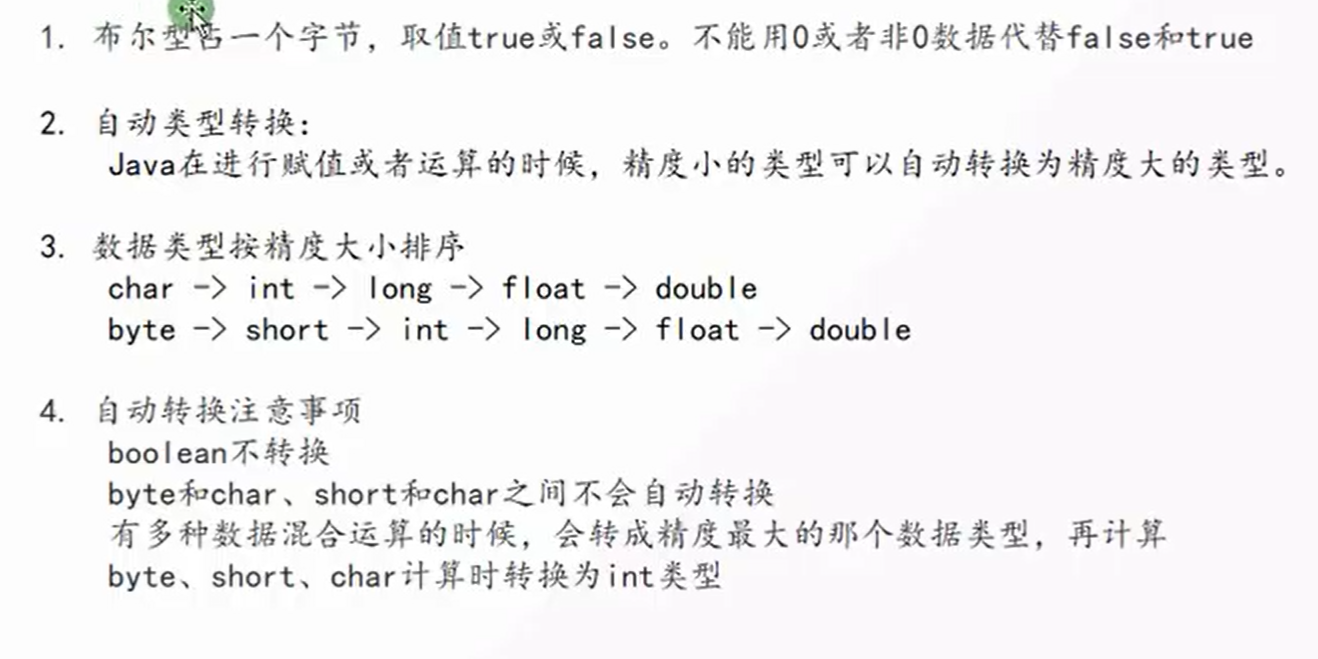 1. 布尔型占一个字节，取值true或false。不能用0或者非0数据代替false和true
2. 自动类型转换：
Java在进行赋值或者运算的时候，精度小的类型可以自动转换为精度大的类型。
3. 数据类型按精度大小排序
char -> int -> long -> float -> double
byte -> short -> int -> long -> float -> double
4. 自动转换注意事项
boolean不转换
byte和char、short和char之间不会自动转换
有多种数据混合运算的时候，会转成精度最大的那个数据类型，再计算
byte、short、char计算时转换为int类型